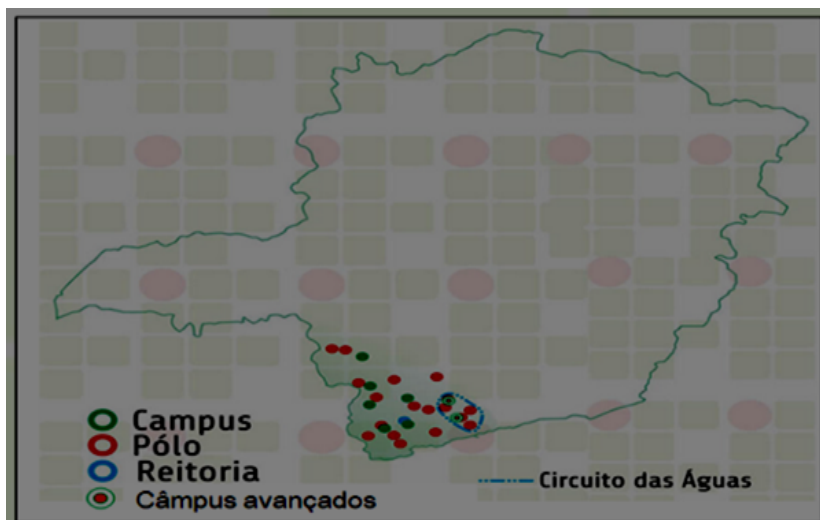 Campus
Pólo
Reitoria
Câmpus avançados
Circuito das Águas